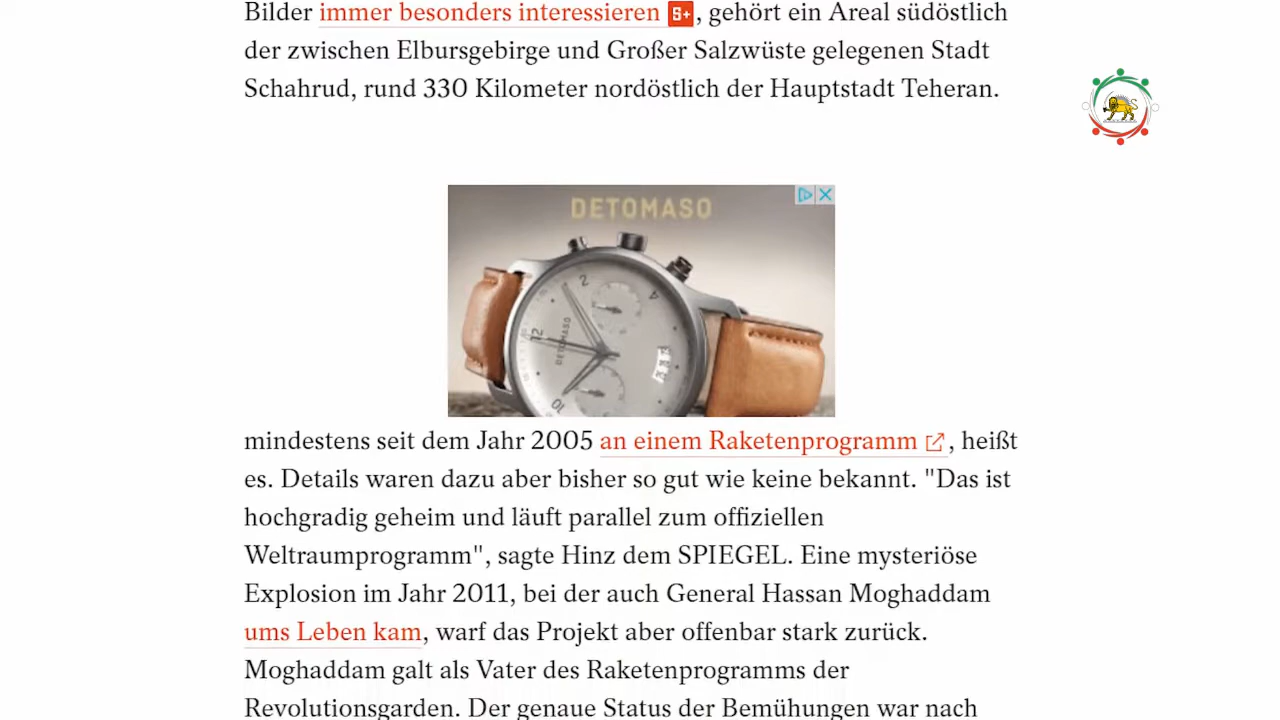 Bilder immer besonders interessieren S+, gehört ein Areal südöstlich
der zwischen Elbursgebirge und Großer Salzwüste gelegenen Stadt
Schahrud, rund 330 Kilometer nordöstlich der Hauptstadt Teheran.
DETOMASO
2
12
DETOMASO
10
mindestens seit dem Jahr 2005 an einem Raketenprogramm, heißt
es. Details waren dazu aber bisher so gut wie keine bekannt. "Das ist
hochgradig geheim und läuft parallel zum offiziellen
Weltraumprogramm", sagte Hinz dem SPIEGEL. Eine mysteriöse
Explosion im Jahr 2011, bei der auch General Hassan Moghaddam
ums Leben kam, warf das Projekt aber offenbar stark zurück.
Moghaddam galt als Vater des Raketenprogramms der
Revolutionsgarden. Der genaue Status der Bemühungen war nach